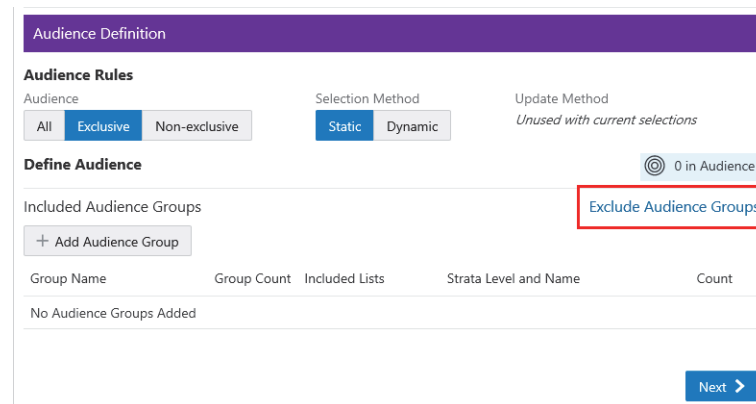 Audience Definition
Audience Rules
Audience Selection Method Update Method
All Exclusive Non-exclusive Static Dynamic Unused with current selections
Define Audience 0 in Audience
Included Audience Groups Exclude Audience Groups
+ Add Audience Group
Group Name Group Count Included Lists Strata Level and Name Count
No Audience Groups Added
Next